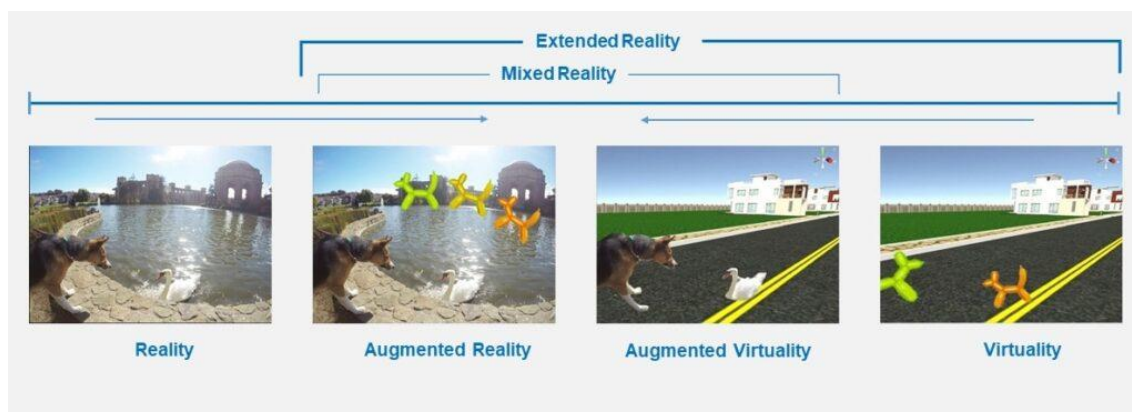 Extended Reality
Mixed Reality
Reality
Augmented Reality
Augmented Virtuality
Virtuality